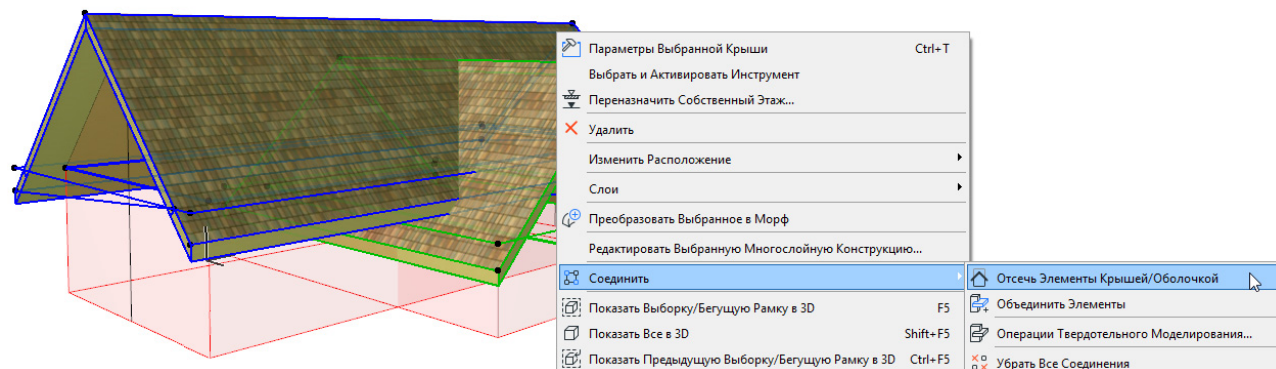 Параметры Выбранной Крыши Ctrl+T
Выбрать и Активировать Инструмент
Переназначить Собственный Этаж...
Удалить
Изменить Расположение
Слои
Преобразовать Выбранное в Морф
Редактировать Выбранную Многослойную Конструкцию...
Соединить
Отсечь Элементы Крышей/Оболочкой
Показать Выборку/Бегущую Рамку в 3D F5
Объединить Элементы
Показать Все в 3D Shift+F5
Операции Твердотельного Моделирования...
Показать Предыдущую Выборку/Бегущую Рамку в 3D Ctrl+F5
Убрать Все Соединения